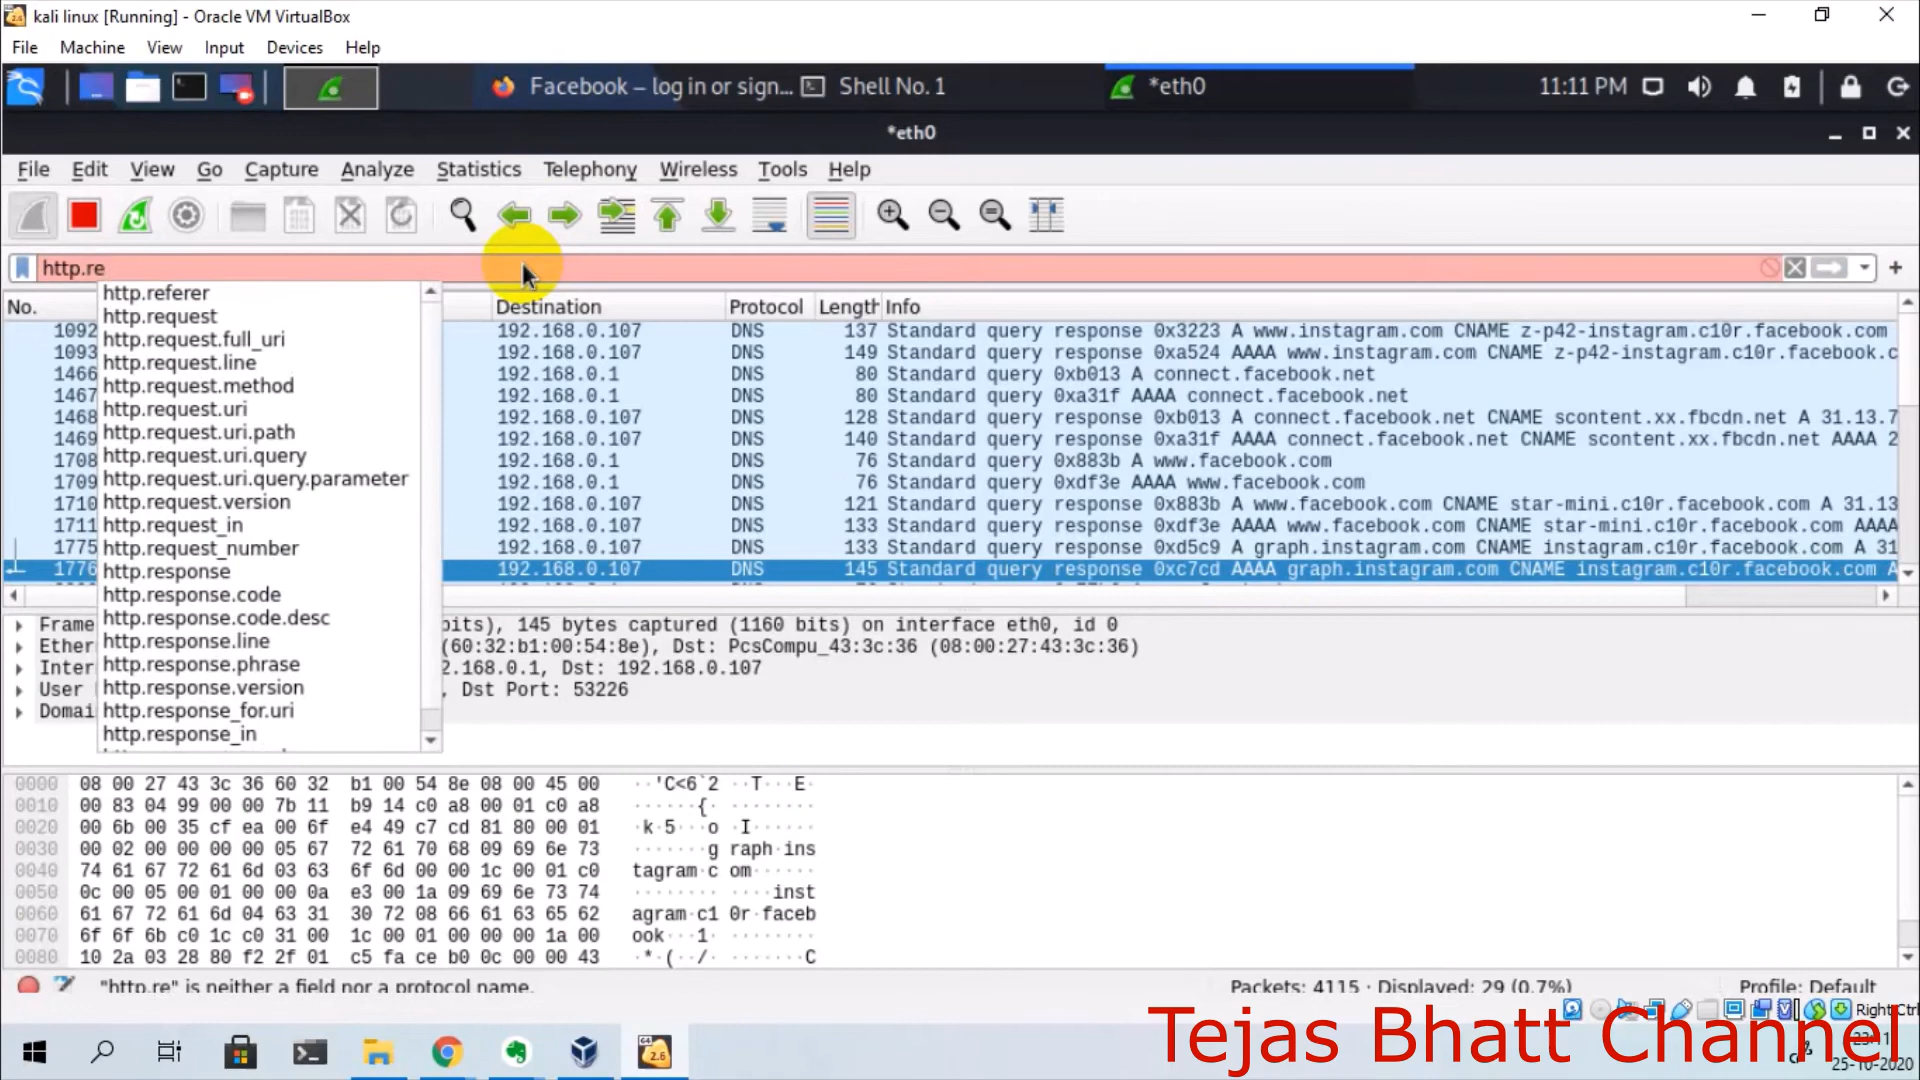 kali linux [Running] - Oracle VM VirtualBox
File Machine View Input Devices Help
Facebook – log in or sign... Shell No. 1 *eth0 11:11 PM
*eth0
File Edit View Go Capture Analyze Statistics Telephony Wireless Tools Help
http.re
No. Destination Protocol Length Info
http.referer
http.request
http.request.full_uri
http.request.line
http.request.method
http.request.uri
http.request.uri.path
http.request.uri.query
http.request.uri.query.parameter
http.request.version
http.request_in
http.request_number
http.response
http.response.code
http.response.code.desc
http.response.line
http.response.phrase
http.response.version
http.response_for.uri
http.response_in
1092 192.168.0.107 DNS 137 Standard query response 0x3223 A www.instagram.com CNAME z-p42-instagram.c10r.facebook.com
1093 192.168.0.107 DNS 149 Standard query response 0xa524 AAAA www.instagram.com CNAME z-p42-instagram.c10r.facebook.c
1466 192.168.0.1 DNS 80 Standard query 0xb013 A connect.facebook.net
1467 192.168.0.1 DNS 80 Standard query 0xa31f AAAA connect.facebook.net
1468 192.168.0.107 DNS 128 Standard query response 0xb013 A connect.facebook.net CNAME scontent.xx.fbcdn.net A 31.13.7
1469 192.168.0.107 DNS 140 Standard query response 0xa31f AAAA connect.facebook.net CNAME scontent.xx.fbcdn.net AAAA 2
1708 192.168.0.1 DNS 76 Standard query 0x883b A www.facebook.com
1709 192.168.0.1 DNS 76 Standard query 0xdf3e AAAA www.facebook.com
1710 192.168.0.107 DNS 121 Standard query response 0x883b A www.facebook.com CNAME star-mini.c10r.facebook.com A 31.13
1711 192.168.0.107 DNS 133 Standard query response 0xdf3e AAAA www.facebook.com CNAME star-mini.c10r.facebook.com AAAA
1775 192.168.0.107 DNS 133 Standard query response 0xd5c9 A graph.instagram.com CNAME instagram.c10r.facebook.com A 31
1776 192.168.0.107 DNS 145 Standard query response 0xc7cd AAAA graph.instagram.com CNAME instagram.c10r.facebook.com A
Frame bits), 145 bytes captured (1160 bits) on interface eth0, id 0
Ether (60:32:b1:00:54:8e), Dst: PcsCompu_43:3c:36 (08:00:27:43:3c:36)
Inter 2.168.0.1, Dst: 192.168.0.107
User , Dst Port: 53226
Domai
0000 08 00 27 43 3c 36 60 32 b1 00 54 8e 08 00 45 00 ··'C<6`2 ··T···E·
0010 00 83 04 99 00 00 7b 11 b9 14 c0 a8 00 01 c0 a8 ······{· ········
0020 00 6b 00 35 cf ea 00 6f e4 49 c7 cd 81 80 00 01 ·k·5···o ·I······
0030 00 02 00 00 00 00 05 67 72 61 70 68 09 69 6e 73 ·······g raph·ins
0040 74 61 67 72 61 6d 03 63 6f 6d 00 00 1c 00 01 c0 tagram·c om······
0050 0c 00 05 00 01 00 00 0a e3 00 1a 09 69 6e 73 74 ········ ····inst
0060 61 67 72 61 6d 04 63 31 30 72 08 66 61 63 65 62 agram·c1 0r·faceb
0070 6f 6f 6b c0 1c c0 31 00 1c 00 01 00 00 00 1a 00 ook···1· ········
0080 10 2a 03 28 80 f2 2f 01 c5 fa ce b0 0c 00 00 43 ·*·(··/· ·······C
"http.re" is neither a field nor a protocol name. Packets: 4115 · Displayed: 29 (0.7%) Profile: Default
Right Ctrl
Tejas Bhatt Channel
64
2.6
23:11
25-10-2020